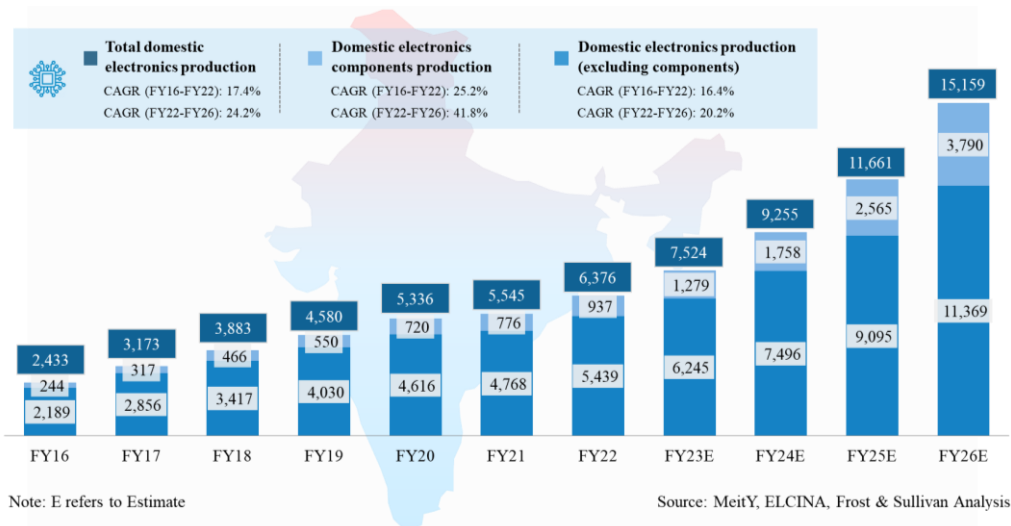 Total domestic
electronics production
CAGR (FY16-FY22): 17.4%
CAGR (FY22-FY26): 24.2%
Domestic electronics
components production
CAGR (FY16-FY22): 25.2%
CAGR (FY22-FY26): 41.8%
Domestic electronics production
(excluding components)
CAGR (FY16-FY22): 16.4%
CAGR (FY22-FY26): 20.2%
2,433
244
2,189
3,173
317
2,856
3,883
466
3,417
4,580
550
4,030
5,336
720
4,616
5,545
776
4,768
6,376
937
5,439
7,524
1,279
6,245
9,255
1,758
7,496
11,661
2,565
9,095
15,159
3,790
11,369
FY16 FY17 FY18 FY19 FY20 FY21 FY22 FY23E FY24E FY25E FY26E
Note: E refers to Estimate
Source: MeitY, ELCINA, Frost & Sullivan Analysis